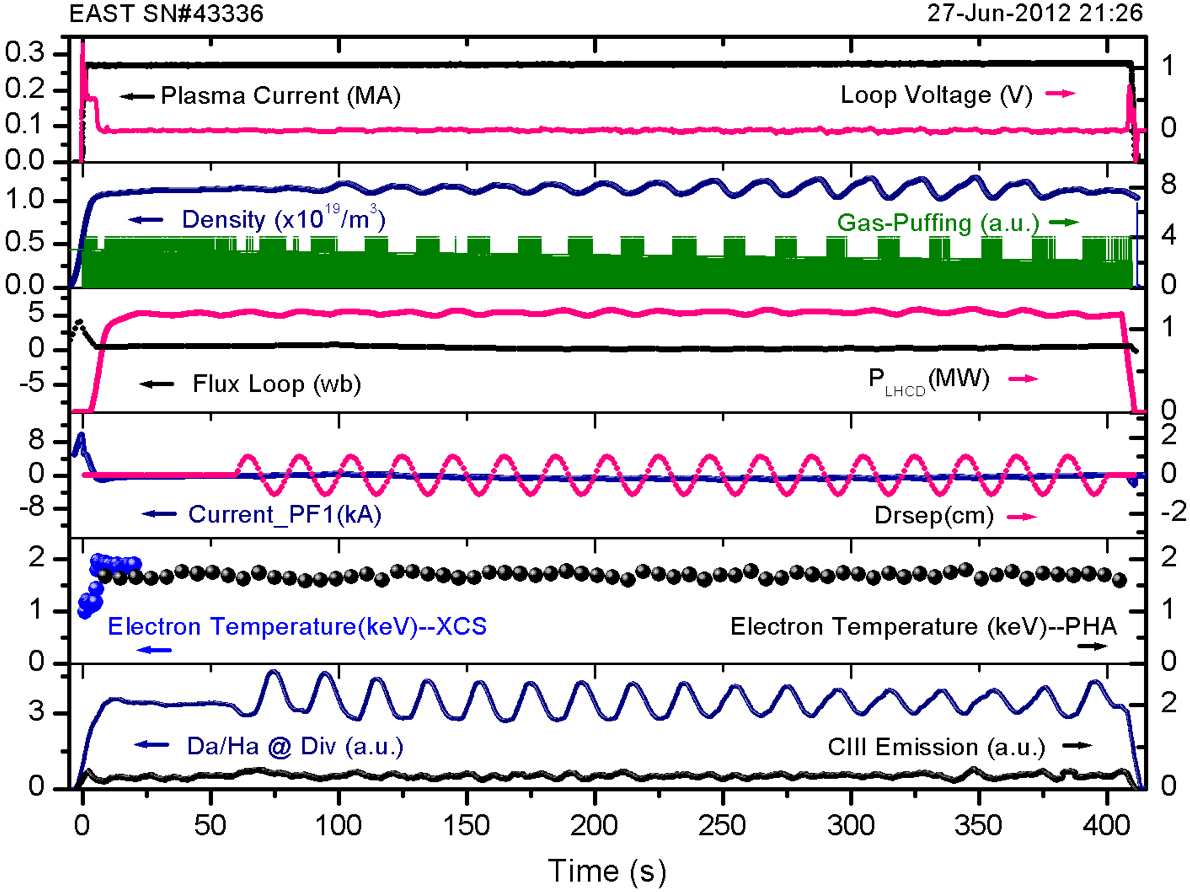 EAST SN#43336 27-Jun-2012 21:26
0.3 1
Plasma Current (MA) Loop Voltage (V)
0.2
0.1 0
0.0
1.0 8
Density (x10^19/m^3) Gas-Puffing (a.u.)
0.5 4
0.0 0
5 1
0
-5 Flux Loop (wb) P_LHCD(MW)
0
8 2
0 0
-8 Current_PF1(kA) Drsep(cm) -2
2 2
1 1
Electron Temperature(keV)--XCS Electron Temperature (keV)--PHA
0 0
3 2
Da/Ha @ Div (a.u.) CIII Emission (a.u.)
0 0
0 50 100 150 200 250 300 350 400
Time (s)